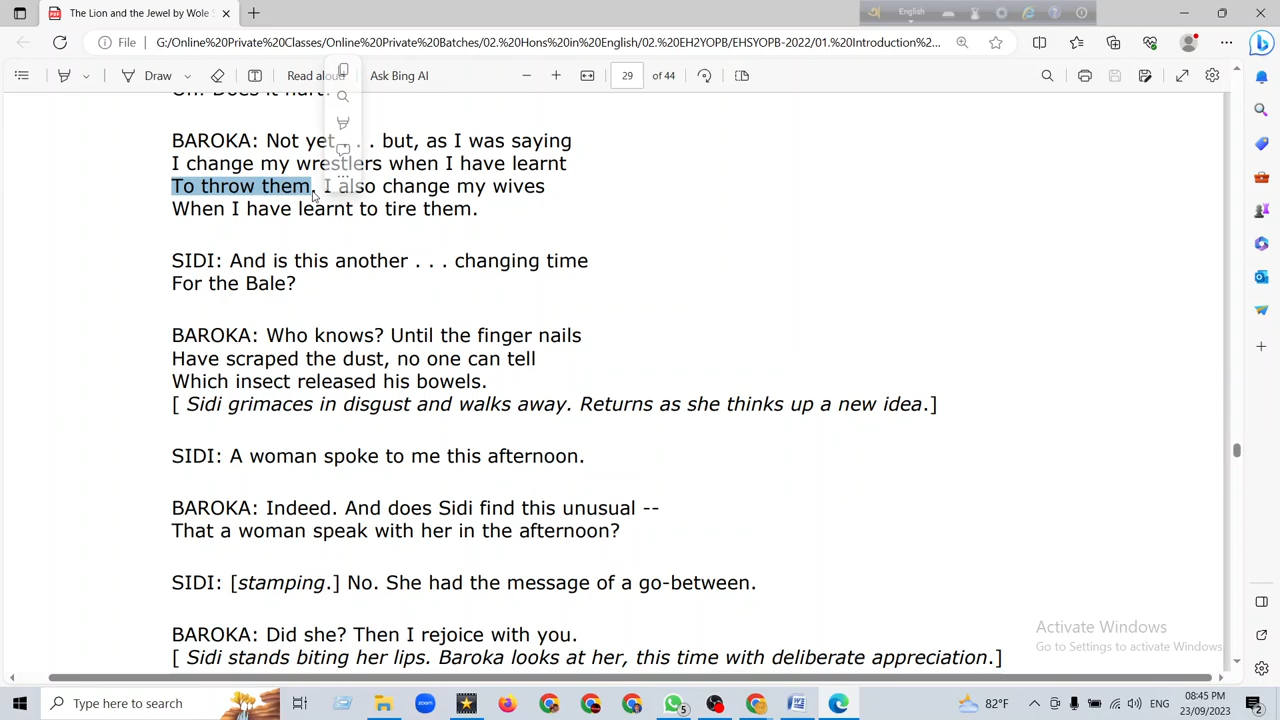 The Lion and the Jewel by Wole S
English
File
G:/Online%20Private%20Classes/Online%20Private%20Batches/02.%20Hons%20in%20English/02.%20EH2YOPB/EHSYOPB-2022/01.%20Introduction%20...
Draw
Read aloud
Ask Bing AI
29
of 44
Oh! Does it hurt?
BAROKA: Not yet . . . but, as I was saying
I change my wrestlers when I have learnt
To throw them. I also change my wives
When I have learnt to tire them.
SIDI: And is this another . . . changing time
For the Bale?
BAROKA: Who knows? Until the finger nails
Have scraped the dust, no one can tell
Which insect released his bowels.
[ Sidi grimaces in disgust and walks away. Returns as she thinks up a new idea.]
SIDI: A woman spoke to me this afternoon.
BAROKA: Indeed. And does Sidi find this unusual --
That a woman speak with her in the afternoon?
SIDI: [stamping.] No. She had the message of a go-between.
BAROKA: Did she? Then I rejoice with you.
[ Sidi stands biting her lips. Baroka looks at her, this time with deliberate appreciation.]
Activate Windows
Go to Settings to activate Windows.
Type here to search
5
82°F
ENG
08:45 PM
23/09/2023
2